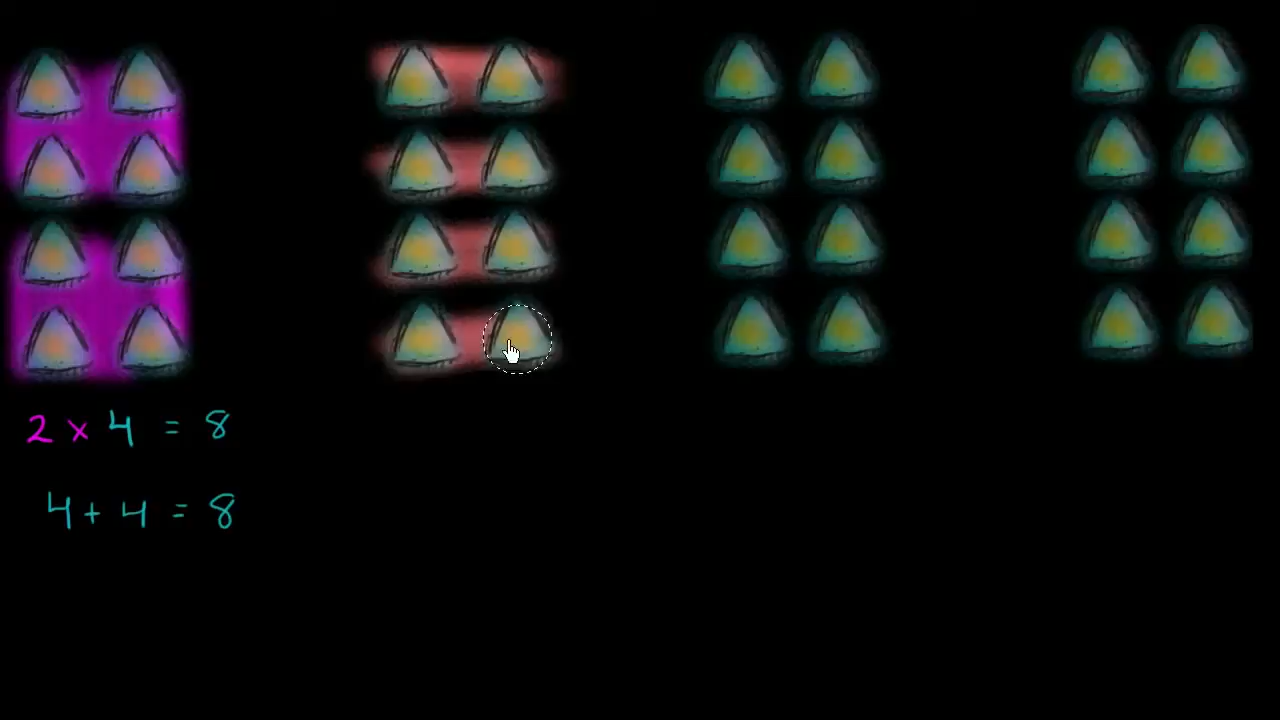 2 x 4 = 8
4 + 4 = 8